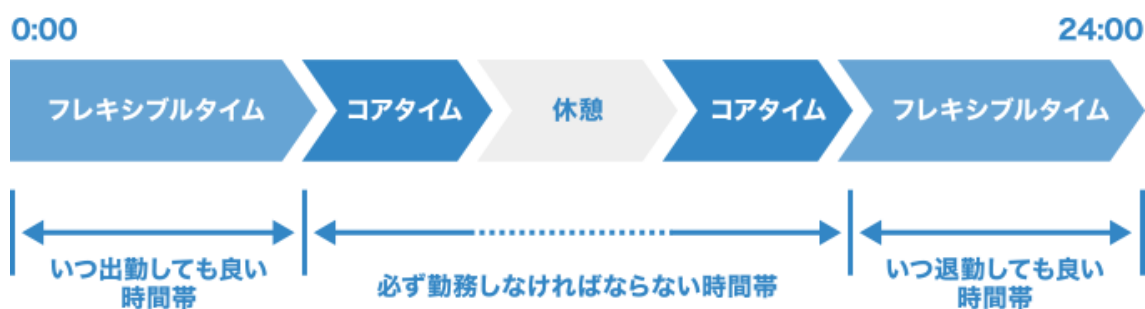 0:00
24:00
フレキシブルタイム
コアタイム
休憩
コアタイム
フレキシブルタイム
いつ出勤しても良い
時間帯
必ず勤務しなければならない時間帯
いつ退勤しても良い
時間帯